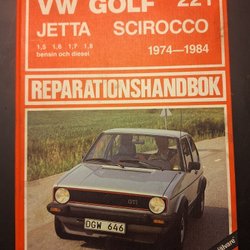 VW GOLF 221
JETTA SCIROCCO
1,5 1,6 1,7 1,8
bensin och diesel
1974—1984
REPARATIONSHANDBOK
GTI
DGW 646